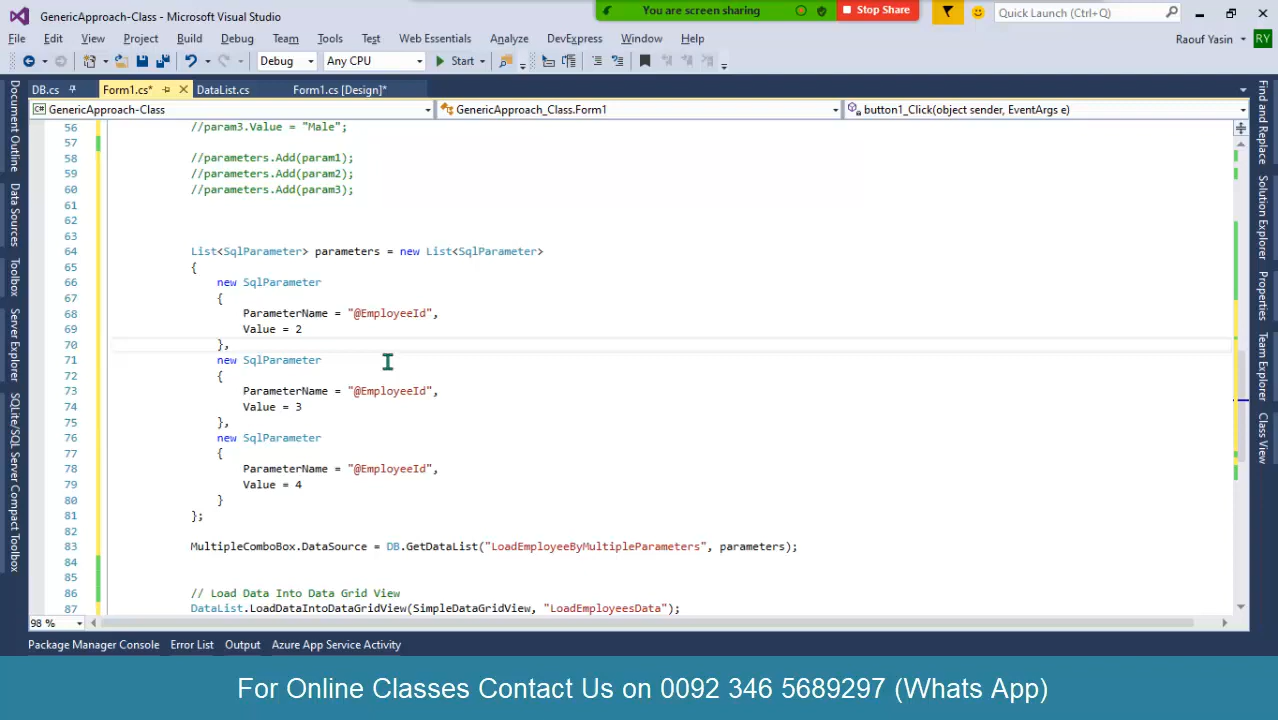 GenericApproach-Class - Microsoft Visual Studio
You are screen sharing
Stop Share
Quick Launch (Ctrl+Q)
File Edit View Project Build Debug Team Tools Test Web Essentials Analyze DevExpress Window Help
Raouf Yasin RY
Debug Any CPU Start
DB.cs Form1.cs* DataList.cs Form1.cs [Design]*
GenericApproach-Class GenericApproach_Class.Form1 button1_Click(object sender, EventArgs e)
Document Outline
Data Sources
Toolbox
Server Explorer
SQLite/SQL Server Compact Toolbox
56 //param3.Value = "Male";
57
58 //parameters.Add(param1);
59 //parameters.Add(param2);
60 //parameters.Add(param3);
61
62
63
64 List<SqlParameter> parameters = new List<SqlParameter>
65 {
66 new SqlParameter
67 {
68 ParameterName = "@EmployeeId",
69 Value = 2
70 },
71 new SqlParameter
72 {
73 ParameterName = "@EmployeeId",
74 Value = 3
75 },
76 new SqlParameter
77 {
78 ParameterName = "@EmployeeId",
79 Value = 4
80 }
81 };
82
83 MultipleComboBox.DataSource = DB.GetDataList("LoadEmployeeByMultipleParameters", parameters);
84
85
86 // Load Data Into Data Grid View
87 DataList.LoadDataIntoDataGridView(SimpleDataGridView, "LoadEmployeesData");
Find and Replace
Solution Explorer
Properties
Team Explorer
Class View
98 %
Package Manager Console Error List Output Azure App Service Activity
For Online Classes Contact Us on 0092 346 5689297 (Whats App)